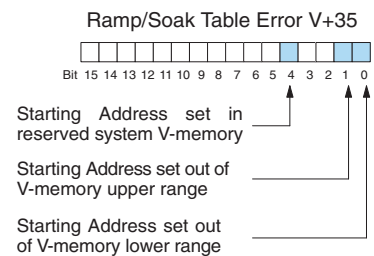 Ramp/Soak Table Error V+35
Bit 15 14 13 12 11 10 9 8 7 6 5 4 3 2 1 0
Starting Address set in
reserved system V-memory
Starting Address set out of
V-memory upper range
Starting Address set out
of V-memory lower range